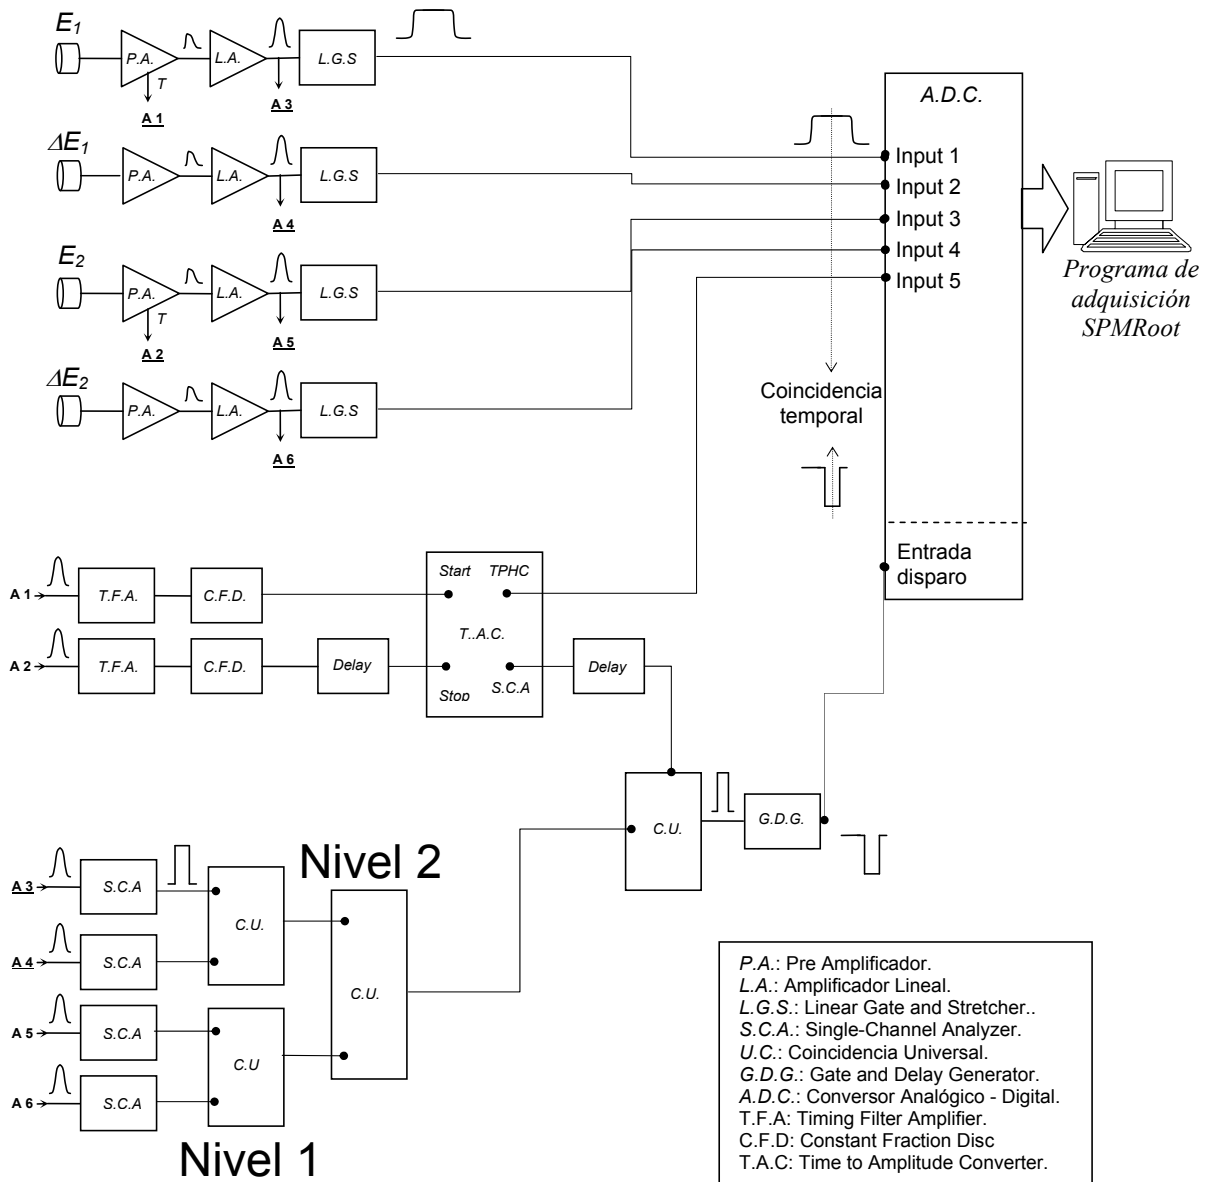 E1
P.A.
L.A.
L.G.S
T
A 1
A 3
ΔE1
P.A.
L.A.
L.G.S
A 4
E2
P.A.
L.A.
L.G.S
T
A 2
A 5
ΔE2
P.A.
L.A.
L.G.S
A 6
A.D.C.
Input 1
Input 2
Input 3
Input 4
Input 5
Entrada
disparo
Programa de
adquisición
SPMRoot
Coincidencia
temporal
A 1
T.F.A.
C.F.D.
Start
TPHC
T..A.C.
A 2
T.F.A.
C.F.D.
Delay
Stop
S.C.A
Delay
C.U.
G.D.G.
Nivel 2
A 3
S.C.A
C.U.
A 4
S.C.A
C.U.
A 5
S.C.A
C.U
A 6
S.C.A
Nivel 1
P.A.: Pre Amplificador.
L.A.: Amplificador Lineal.
L.G.S.: Linear Gate and Stretcher..
S.C.A.: Single-Channel Analyzer.
U.C.: Coincidencia Universal.
G.D.G.: Gate and Delay Generator.
A.D.C.: Conversor Analógico - Digital.
T.F.A: Timing Filter Amplifier.
C.F.D: Constant Fraction Disc
T.A.C: Time to Amplitude Converter.